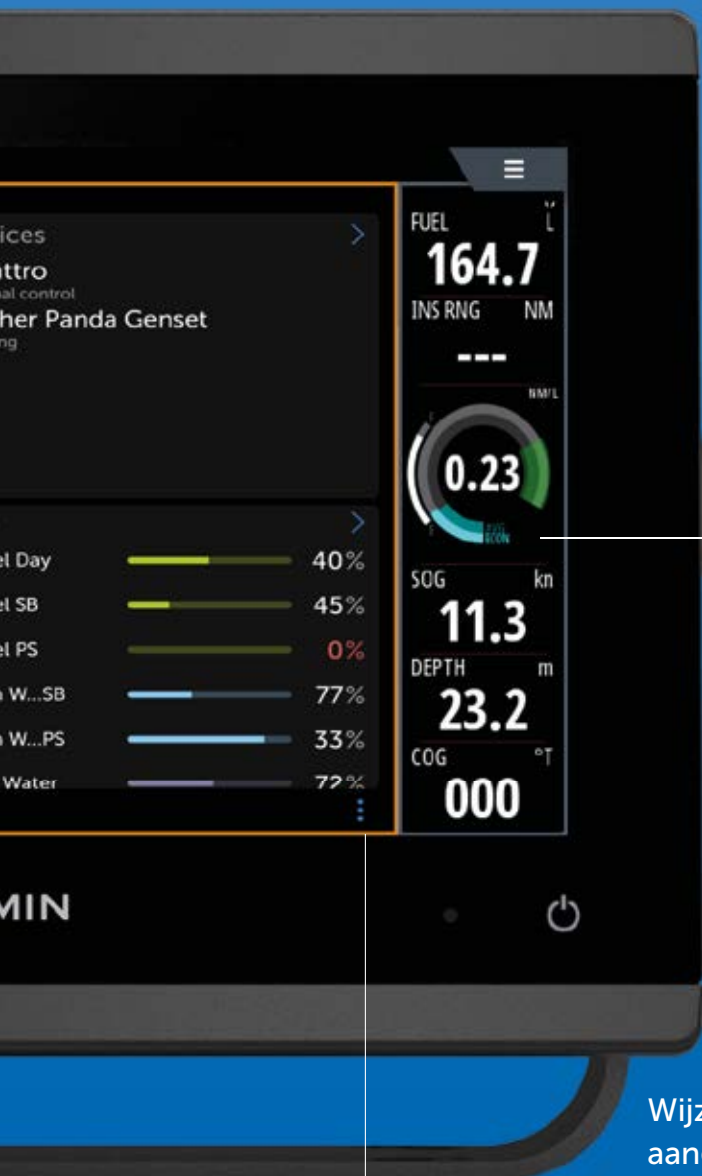 ices
ttro
al control
her Panda Genset
ng
el Day 40%
el SB 45%
el PS 0%
W...SB 77%
W...PS 33%
Water 72%
MIN
FUEL L
164.7
INS RNG NM
---
NM/L
0.23
ECON
SOG kn
11.3
DEPTH m
23.2
COG °T
000
Wijz
aan